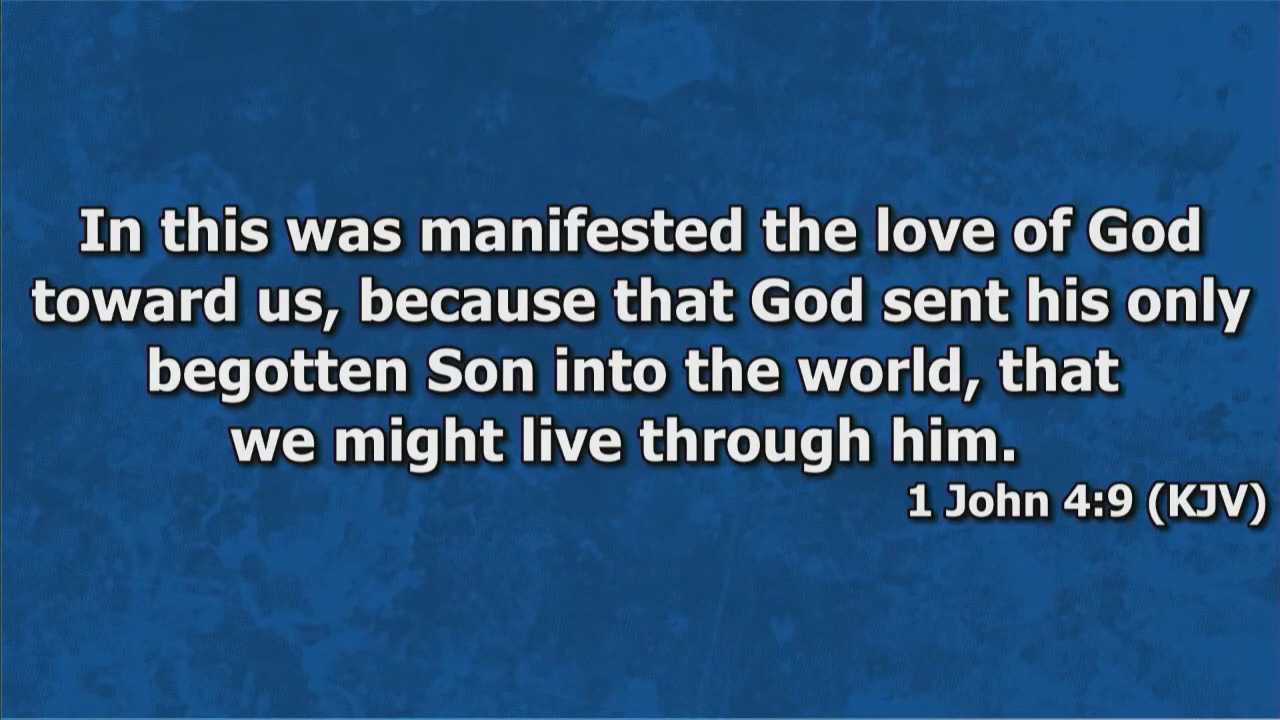 In this was manifested the love of God
toward us, because that God sent his only
begotten Son into the world, that
we might live through him.
1 John 4:9 (KJV)